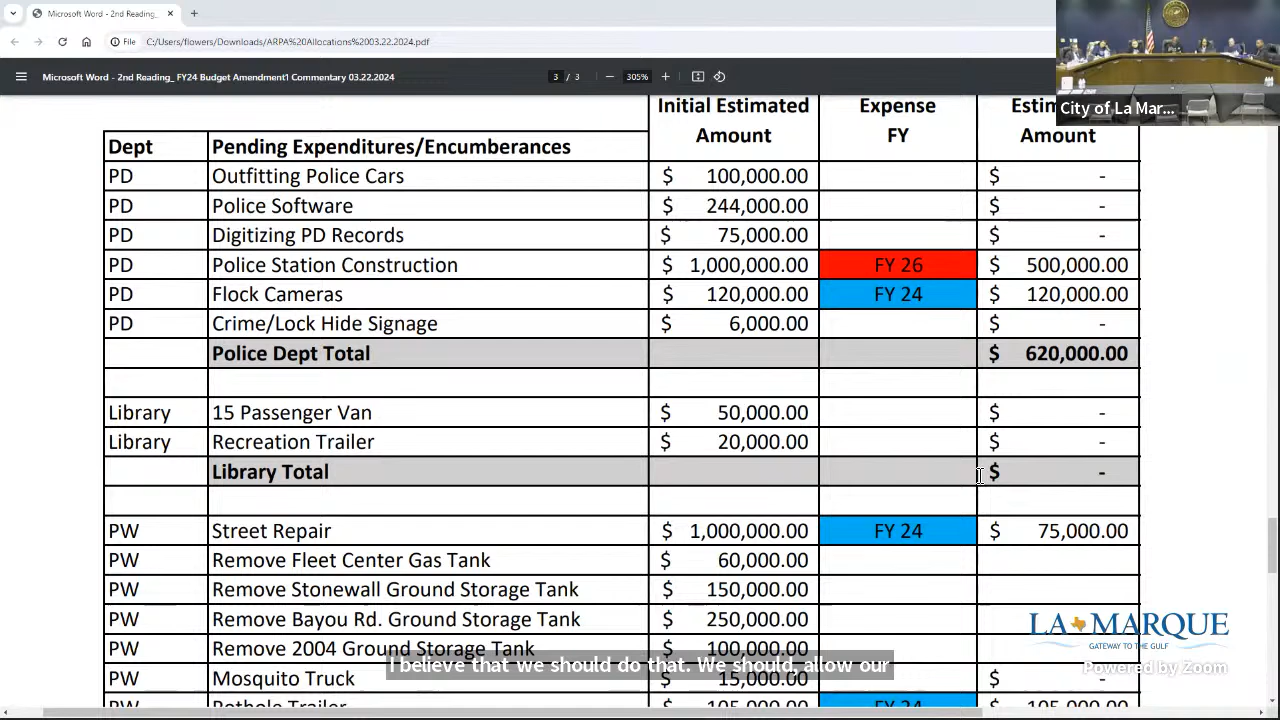 Microsoft Word - 2nd Reading_
File C:/Users/flowers/Downloads/ARPA%20Allocations%2003.22.2024.pdf
Microsoft Word - 2nd Reading_ FY24 Budget Amendment1 Commentary 03.22.2024 3 / 3 305%
City of La Mar...
Dept Pending Expenditures/Encumberances Initial Estimated Amount Expense FY Amount
PD Outfitting Police Cars $ 100,000.00 $ -
PD Police Software $ 244,000.00 $ -
PD Digitizing PD Records $ 75,000.00 $ -
PD Police Station Construction $ 1,000,000.00 FY 26 $ 500,000.00
PD Flock Cameras $ 120,000.00 FY 24 $ 120,000.00
PD Crime/Lock Hide Signage $ 6,000.00 $ -
Police Dept Total $ 620,000.00
Library 15 Passenger Van $ 50,000.00 $ -
Library Recreation Trailer $ 20,000.00 $ -
Library Total $ -
PW Street Repair $ 1,000,000.00 FY 24 $ 75,000.00
PW Remove Fleet Center Gas Tank $ 60,000.00
PW Remove Stonewall Ground Storage Tank $ 150,000.00
PW Remove Bayou Rd. Ground Storage Tank $ 250,000.00
PW Remove 2004 Ground Storage Tank $ 100,000.00
PW Mosquito Truck $ 15,000.00 $ -
PW Pothole Trailer FY 24
I believe that we should do that. We should, allow our
LA MARQUE
GATEWAY TO THE GULF
Powered by Zoom